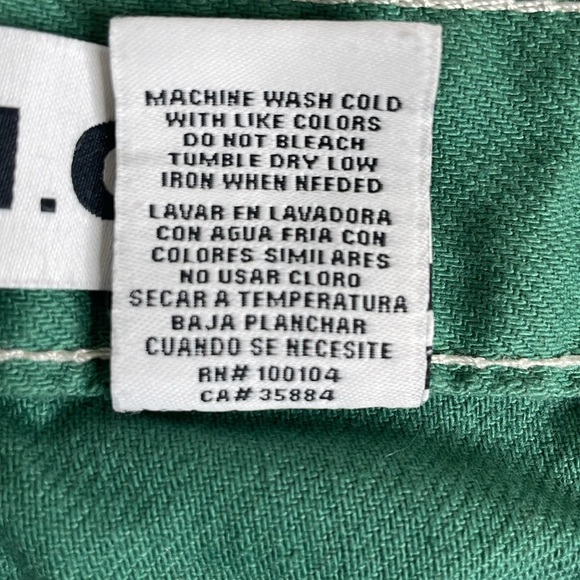 MACHINE WASH COLD
WITH LIKE COLORS
DO NOT BLEACH
TUMBLE DRY LOW
IRON WHEN NEEDED
LAVAR EN LAVADORA
CON AGUA FRIA CON
COLORES SIMILARES
NO USAR CLORO
SECAR A TEMPERATURA
BAJA PLANCHAR
CUANDO SE NECESITE
RN# 100104
CA# 35884